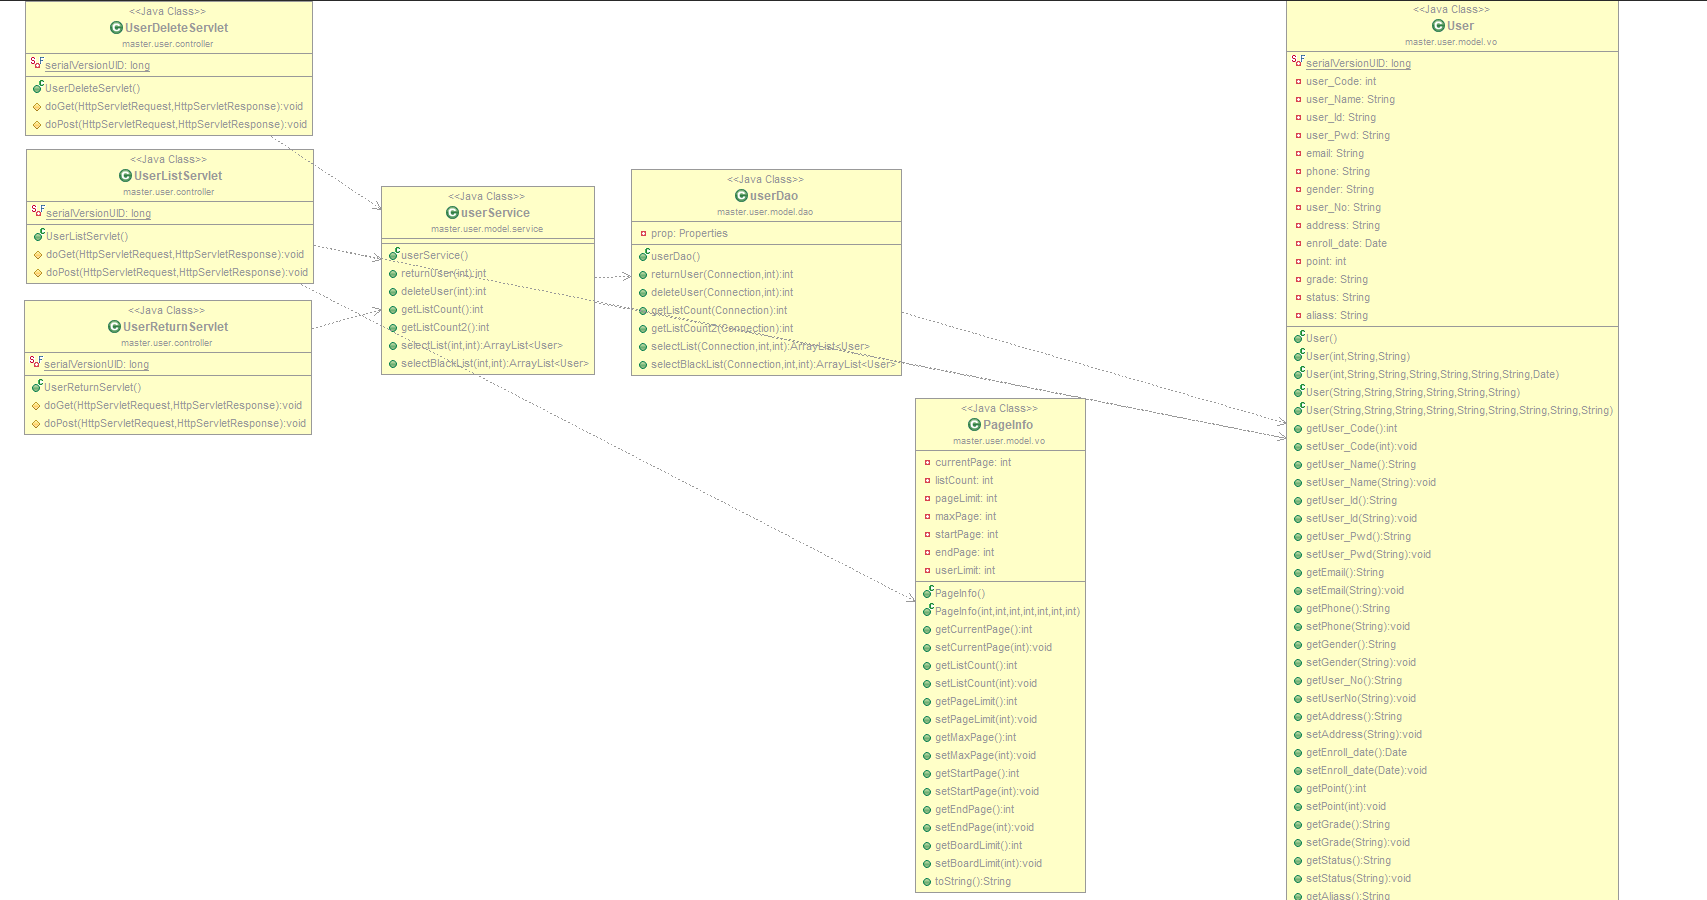 <<Java Class>>
UserDeleteServlet
master.user.controller
serialVersionUID: long
UserDeleteServlet()
doGet(HttpServletRequest,HttpServletResponse):void
doPost(HttpServletRequest,HttpServletResponse):void
<<Java Class>>
UserListServlet
master.user.controller
serialVersionUID: long
UserListServlet()
doGet(HttpServletRequest,HttpServletResponse):void
doPost(HttpServletRequest,HttpServletResponse):void
<<Java Class>>
UserReturnServlet
master.user.controller
serialVersionUID: long
UserReturnServlet()
doGet(HttpServletRequest,HttpServletResponse):void
doPost(HttpServletRequest,HttpServletResponse):void
<<Java Class>>
userService
master.user.model.service
userService()
returnUser(int):int
deleteUser(int):int
getListCount():int
getListCount2():int
selectList(int,int):ArrayList<User>
selectBlackList(int,int):ArrayList<User>
<<Java Class>>
userDao
master.user.model.dao
prop: Properties
userDao()
returnUser(Connection,int):int
deleteUser(Connection,int):int
getListCount(Connection):int
getListCount2(Connection):int
selectList(Connection,int,int):ArrayList<User>
selectBlackList(Connection,int,int):ArrayList<User>
<<Java Class>>
PageInfo
master.user.model.vo
currentPage: int
listCount: int
pageLimit: int
maxPage: int
startPage: int
endPage: int
userLimit: int
PageInfo()
PageInfo(int,int,int,int,int,int,int)
getCurrentPage():int
setCurrentPage(int):void
getListCount():int
setListCount(int):void
getPageLimit():int
setPageLimit(int):void
getMaxPage():int
setMaxPage(int):void
getStartPage():int
setStartPage(int):void
getEndPage():int
setEndPage(int):void
getBoardLimit():int
setBoardLimit(int):void
toString():String
<<Java Class>>
User
master.user.model.vo
serialVersionUID: long
user_Code: int
user_Name: String
user_Id: String
user_Pwd: String
email: String
phone: String
gender: String
user_No: String
address: String
enroll_date: Date
point: int
grade: String
status: String
aliass: String
User()
User(int,String,String)
User(int,String,String,String,String,String,String,Date)
User(String,String,String,String,String,String)
User(String,String,String,String,String,String,String,String,String)
getUser_Code():int
setUser_Code(int):void
getUser_Name():String
setUser_Name(String):void
getUser_Id():String
setUser_Id(String):void
getUser_Pwd():String
setUser_Pwd(String):void
getEmail():String
setEmail(String):void
getPhone():String
setPhone(String):void
getGender():String
setGender(String):void
getUser_No():String
setUserNo(String):void
getAddress():String
setAddress(String):void
getEnroll_date():Date
setEnroll_date(Date):void
getPoint():int
setPoint(int):void
getGrade():String
setGrade(String):void
getStatus():String
setStatus(String):void
getAliass():String